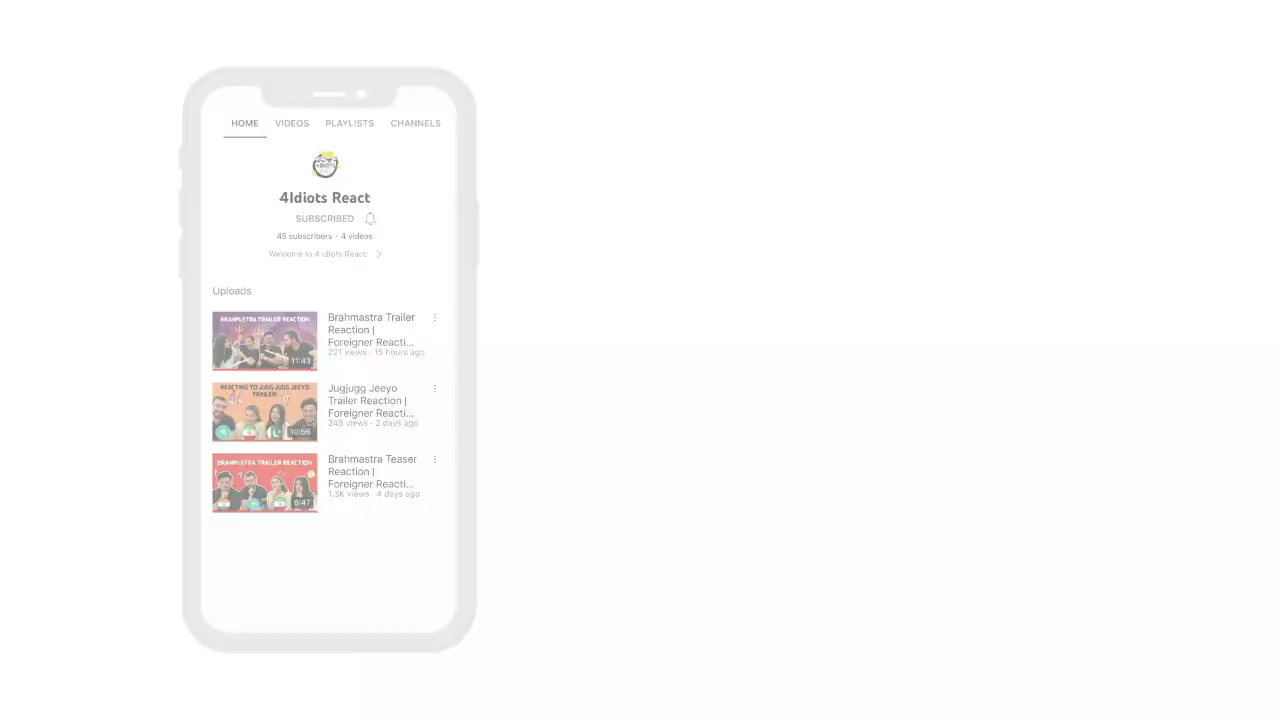 HOME VIDEOS PLAYLISTS CHANNELS
4Idiots React
SUBSCRIBED
45 subscribers · 4 videos
Welcome to 4 Idiots React!
Uploads
BRAHMASTRA TRAILER REACTION
11:43
Brahmastra Trailer
Reaction |
Foreigner Reacti...
221 views · 15 hours ago
REACTING TO JUGG JUGG JEEYO
TRAILER!
10:56
Jugjugg Jeeyo
Trailer Reaction |
Foreigner Reacti...
246 views · 2 days ago
BRAHMASTRA TRAILER REACTION
6:47
Brahmastra Teaser
Reaction |
Foreigner Reacti...
1.3K views · 4 days ago